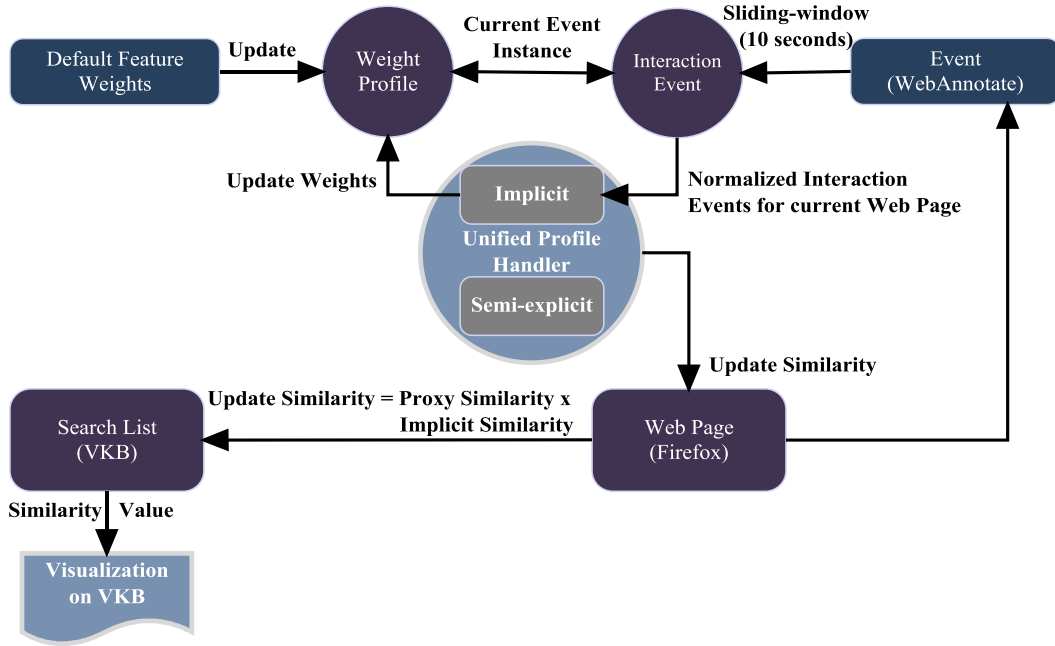 Default Feature
Weights
Update
Weight
Profile
Current Event
Instance
Interaction
Event
Sliding-window
(10 seconds)
Event
(WebAnnotate)
Update Weights
Implicit
Normalized Interaction
Events for current Web Page
Unified Profile
Handler
Semi-explicit
Update Similarity
Search List
(VKB)
Update Similarity = Proxy Similarity x
Implicit Similarity
Web Page
(Firefox)
Similarity Value
Visualization
on VKB